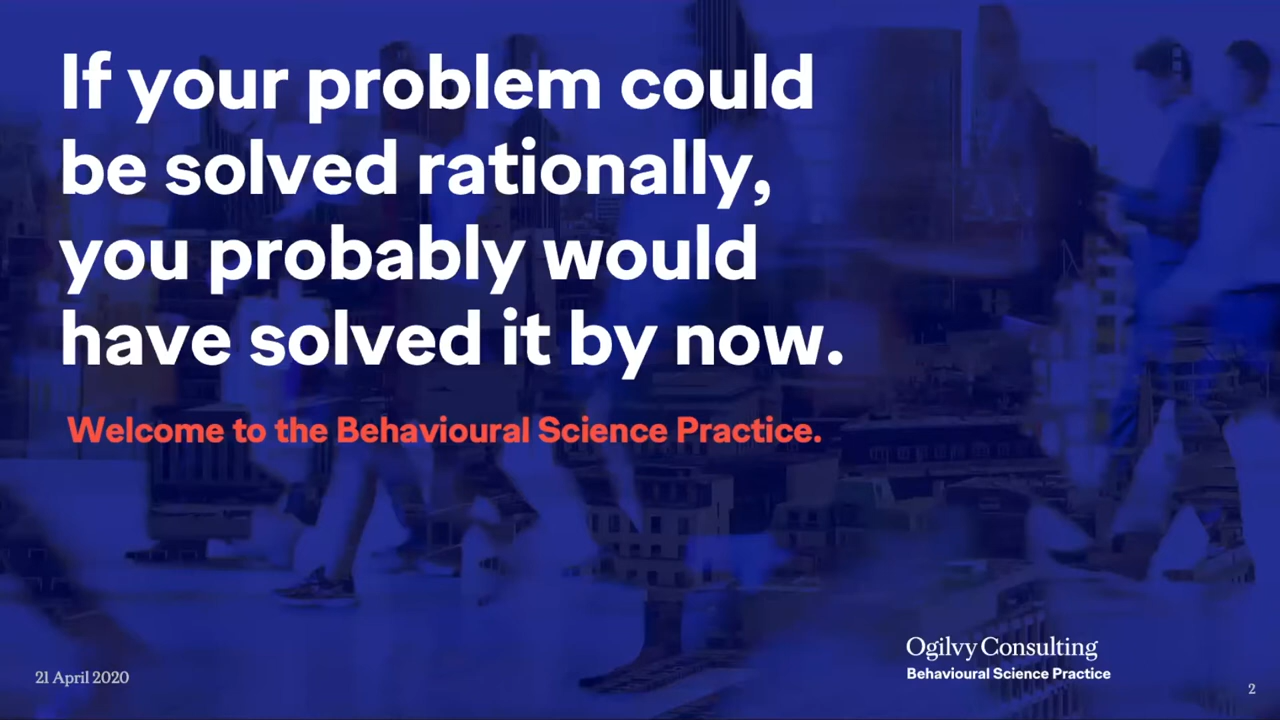 If your problem could
be solved rationally,
you probably would
have solved it by now.
Welcome to the Behavioural Science Practice.
Ogilvy Consulting
Behavioural Science Practice
21 April 2020
2